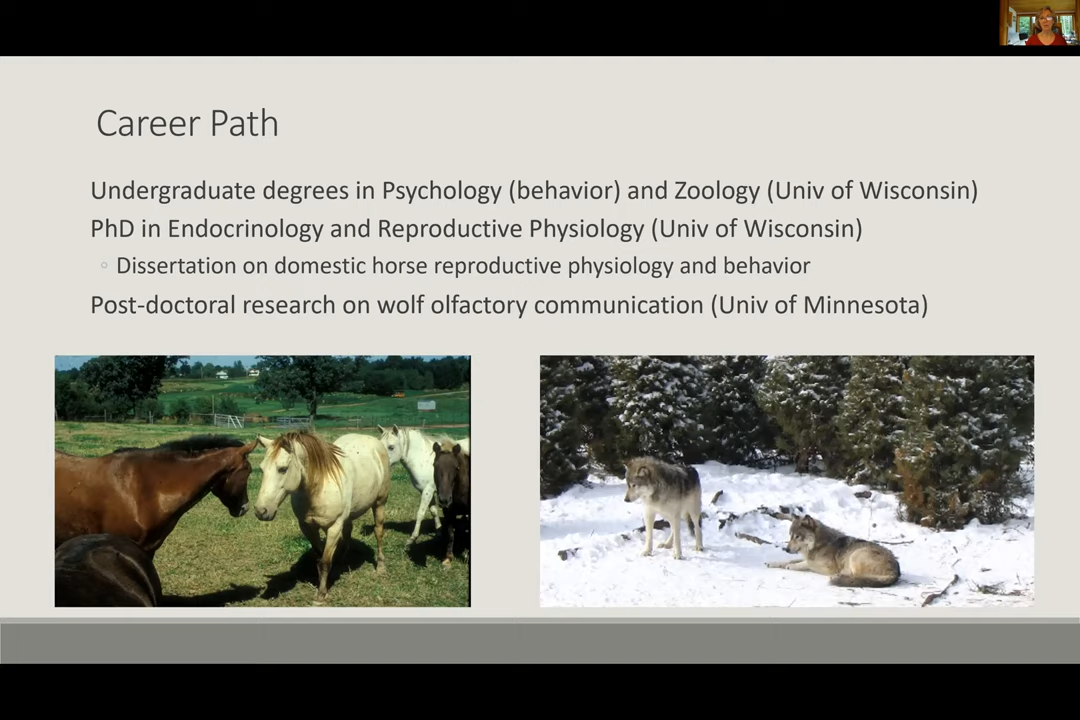 Career Path
Undergraduate degrees in Psychology (behavior) and Zoology (Univ of Wisconsin)
PhD in Endocrinology and Reproductive Physiology (Univ of Wisconsin)
Dissertation on domestic horse reproductive physiology and behavior
Post-doctoral research on wolf olfactory communication (Univ of Minnesota)